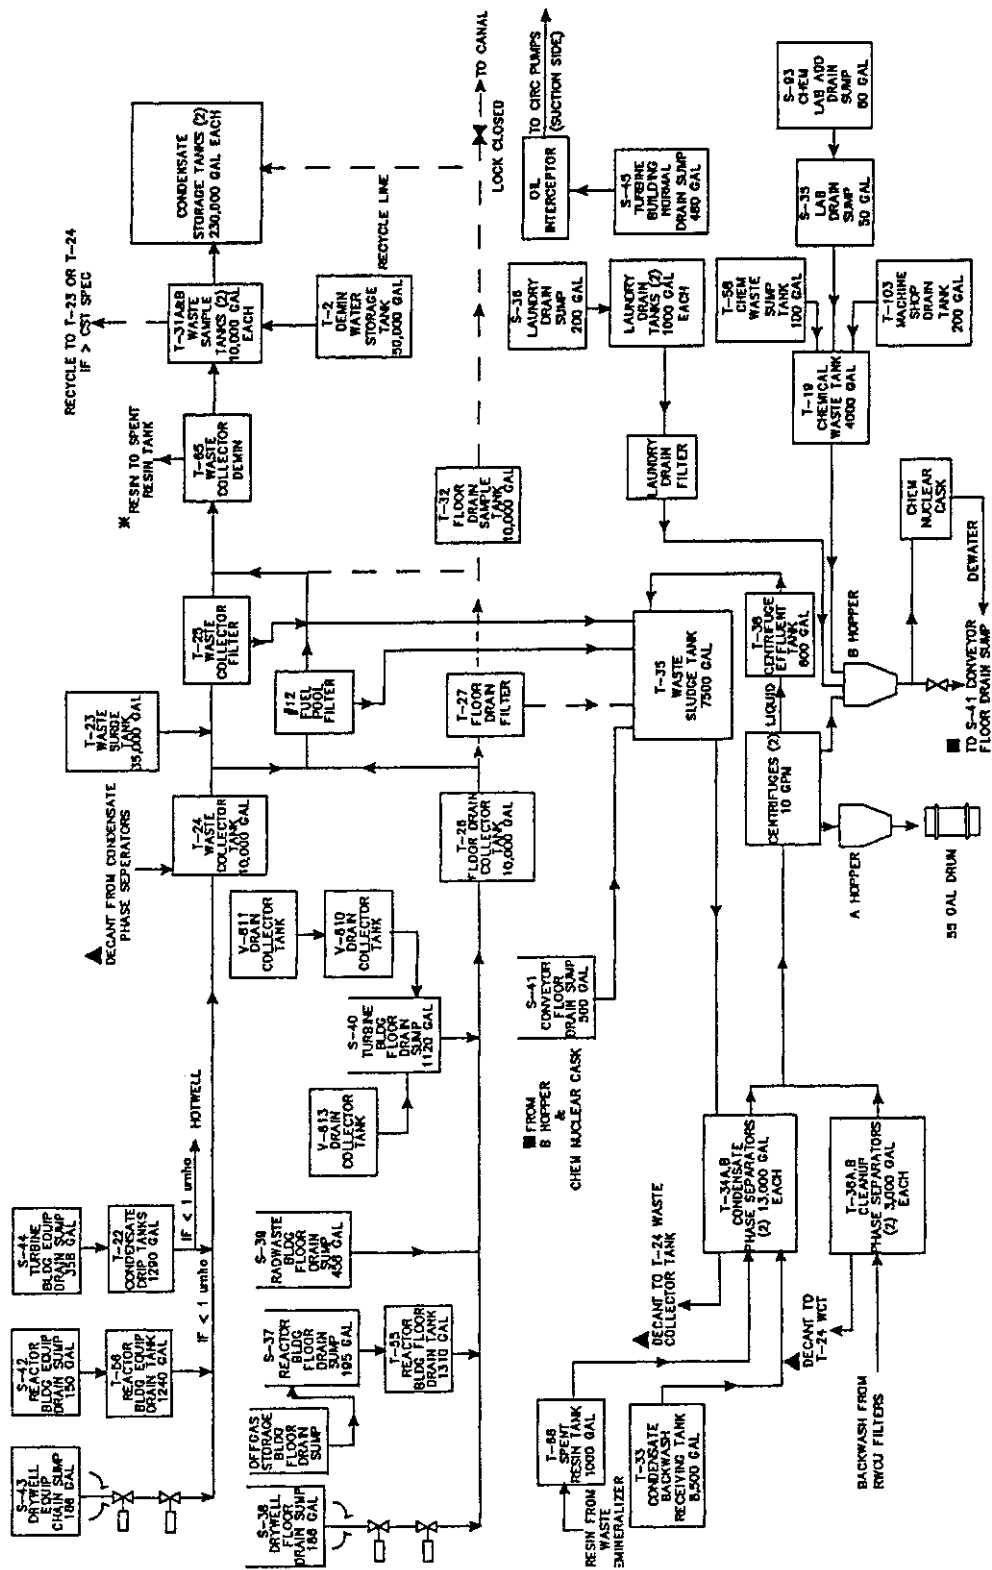 S-43
DRYWELL
EQUIP
CHAIN SUMP
188 GAL
S-42
REACTOR
BLDG EQUIP
DRAIN SUMP
150 GAL
T-66
REACTOR
BLDG EQUIP
DRAIN TANK
1240 GAL
S-44
TURBINE
BLDG EQUIP
DRAIN SUMP
358 GAL
T-22
CONDENSATE
DRIP TANKS
1290 GAL
IF < 1 umho
IF < 1 umho
HOTWELL
▲ DECANT FROM CONDENSATE
PHASE SEPERATORS
T-24
WASTE
COLLECTOR
TANK
10,000 GAL
T-23
WASTE
SURGE
TANK
35,000 GAL
T-25
WASTE
COLLECTOR
FILTER
#12
FUEL
POOL
FILTER
※ RESIN TO SPENT
RESIN TANK
T-65
WASTE
COLLECTOR
DEMIN
RECYCLE TO T-23 OR T-24
IF > CST SPEC
T-31A&B
WASTE
SAMPLE
TANKS (2)
10,000 GAL
EACH
T-2
DEMIN
WATER
STORAGE
TANK
50,000 GAL
CONDENSATE
STORAGE TANKS (2)
230,000 GAL EACH
RECYCLE LINE
TO CANAL
LOCK CLOSED
S-38
DRYWELL
FLOOR
DRAIN SUMP
188 GAL
OFFGAS
STORAGE
BLDG
FLOOR
DRAIN
SUMP
S-37
REACTOR
BLDG
FLOOR
DRAIN
SUMP
195 GAL
T-55
REACTOR
BLDG FLOOR
DRAIN TANK
1310 GAL
S-39
RADWASTE
BLDG
FLOOR
DRAIN
SUMP
458 GAL
V-813
DRAIN
COLLECTOR
TANK
S-40
TURBINE
BLDG
FLOOR
DRAIN
SUMP
1120 GAL
V-811
DRAIN
COLLECTOR
TANK
V-810
DRAIN
COLLECTOR
TANK
T-26
FLOOR DRAIN
COLLECTOR
TANK
10,000 GAL
T-27
FLOOR
DRAIN
FILTER
T-32
FLOOR
DRAIN
SAMPLE
TANK
10,000 GAL
OIL
INTERCEPTOR
TO CIRC PUMPS
(SUCTION SIDE)
S-45
TURBINE
BUILDING
NORMAL
DRAIN SUMP
480 GAL
S-36
LAUNDRY
DRAIN
SUMP
200 GAL
LAUNDRY
DRAIN
TANKS (2)
1000 GAL
EACH
LAUNDRY
DRAIN
FILTER
■ FROM
B HOPPER
&
CHEM NUCLEAR CASK
S-41
CONVEYOR
FLOOR
DRAIN SUMP
500 GAL
T-35
WASTE
SLUDGE TANK
7500 GAL
T-36
CENTRIFUGE
EFFLUENT
TANK
600 GAL
RESIN FROM
WASTE
EMINERALIZER
T-68
SPENT
RESIN TANK
1000 GAL
T-33
CONDENSATE
BACKWASH
RECEIVING TANK
8,500 GAL
▲ DECANT TO T-24 WASTE
COLLECTOR TANK
▲ DECANT TO
T-24 WCT
BACKWASH FROM
RWCU FILTERS
T-34A,B
CONDENSATE
PHASE SEPARATORS
(2) 13,000 GAL
EACH
T-36A,B
CLEANUP
PHASE SEPARATORS
(2) 3,000 GAL
EACH
CENTRIFUGES (2)
10 GPM
LIQUID
A HOPPER
55 GAL DRUM
B HOPPER
■ TO S-41 CONVEYOR
FLOOR DRAIN SUMP
DEWATER
CHEM
NUCLEAR
CASK
T-19
CHEMICAL
WASTE TANK
4000 GAL
T-58
CHEM
WASTE
SUMP
TANK
100 GAL
T-103
MACHINE
SHOP
DRAIN
TANK
200 GAL
S-35
LAB
DRAIN
SUMP
50 GAL
S-93
CHEM
LAB ADD
DRAIN
SUMP
60 GAL